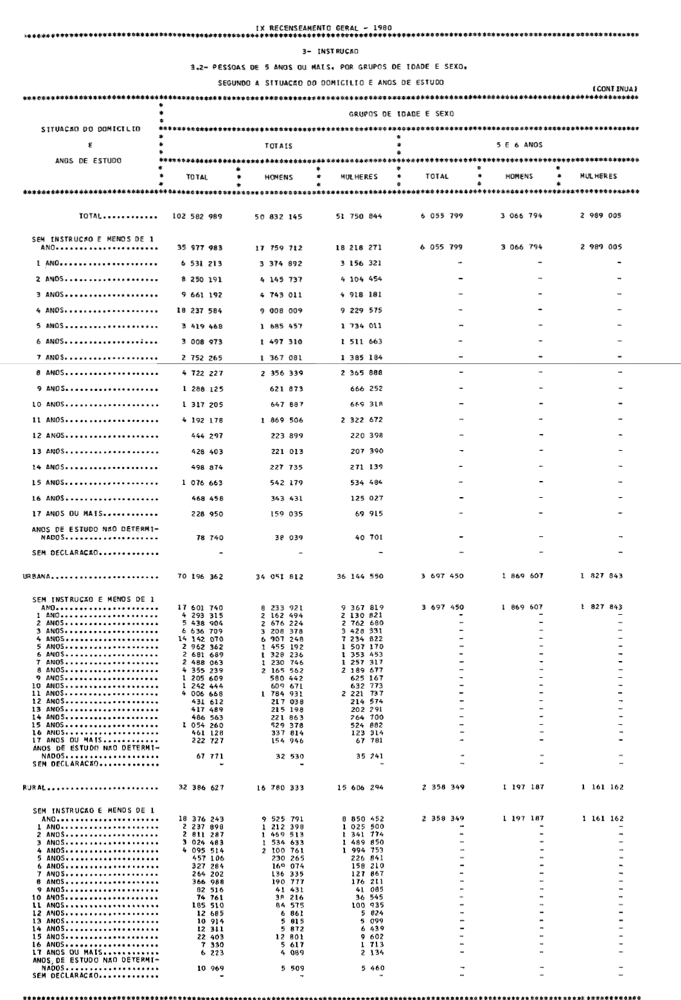 IX RECENSEAMENTO GERAL - 1980
3- INSTRUCAO
3.2- PESSOAS DE 5 ANOS OU MAIS, POR GRUPOS DE IDADE E SEXO,
SEGUNDO A SITUACAO DO DOMICILIO E ANOS DE ESTUDO
(CONTINUA)
GRUPOS DE IDADE E SEXO
SITUACAO DO DOMICILIO
E
ANOS DE ESTUDO
TOTAIS 5 E 6 ANOS
TOTAL HOMENS MULHERES TOTAL HOMENS MULHERES
TOTAL............ 102 582 989 50 832 145 51 750 844 6 055 799 3 066 794 2 989 005
SEM INSTRUCAO E MENOS DE 1
ANO...................... 35 977 983 17 759 712 18 218 271 6 055 799 3 066 794 2 989 005
1 ANO..................... 6 531 213 3 374 892 3 156 321 - - -
2 ANOS.................... 8 250 191 4 145 737 4 104 454 - - -
3 ANOS.................... 9 661 192 4 743 011 4 918 181 - - -
4 ANOS.................... 18 237 584 9 008 009 9 229 575 - - -
5 ANOS.................... 3 419 468 1 685 457 1 734 011 - - -
6 ANOS.................... 3 008 973 1 497 310 1 511 663 - - -
7 ANOS.................... 2 752 265 1 367 081 1 385 184 - - -
8 ANOS.................... 4 722 227 2 356 339 2 365 888 - - -
9 ANOS.................... 1 288 125 621 873 666 252 - - -
10 ANOS.................... 1 317 205 647 887 669 318 - - -
11 ANOS.................... 4 192 178 1 869 506 2 322 672 - - -
12 ANOS.................... 444 297 223 899 220 398 - - -
13 ANOS.................... 428 403 221 013 207 390 - - -
14 ANOS.................... 498 874 227 735 271 139 - - -
15 ANOS.................... 1 076 663 542 179 534 484 - - -
16 ANOS.................... 468 458 343 431 125 027 - - -
17 ANOS OU MAIS............ 228 950 159 035 69 915 - - -
ANOS DE ESTUDO NAO DETERMI-
NADOS.................... 78 740 38 039 40 701 - - -
SEM DECLARACAO............. - - - - - -
URBANA....................... 70 196 362 34 051 812 36 144 550 3 697 450 1 869 607 1 827 843
SEM INSTRUCAO E MENOS DE 1
ANO...................... 17 601 740 8 233 921 9 367 819 3 697 450 1 869 607 1 827 843
1 ANO..................... 4 293 315 2 162 494 2 130 821 - - -
2 ANOS.................... 5 438 904 2 676 224 2 762 680 - - -
3 ANOS.................... 6 636 709 3 208 378 3 428 331 - - -
4 ANOS.................... 14 142 070 6 907 248 7 234 822 - - -
5 ANOS.................... 2 962 362 1 455 192 1 507 170 - - -
6 ANOS.................... 2 681 689 1 328 236 1 353 453 - - -
7 ANOS.................... 2 488 063 1 230 746 1 257 317 - - -
8 ANOS.................... 4 355 239 2 165 562 2 189 677 - - -
9 ANOS.................... 1 205 609 580 442 625 167 - - -
10 ANOS.................... 1 242 444 609 671 632 773 - - -
11 ANOS.................... 4 006 668 1 784 931 2 221 737 - - -
12 ANOS.................... 431 612 217 038 214 574 - - -
13 ANOS.................... 417 489 215 198 202 291 - - -
14 ANOS.................... 486 563 221 863 264 700 - - -
15 ANOS.................... 1 054 260 529 378 524 882 - - -
16 ANOS.................... 461 128 337 814 123 314 - - -
17 ANOS OU MAIS............ 222 727 154 946 67 781 - - -
ANOS DE ESTUDO NAO DETERMI-
NADOS.................... 67 771 32 530 35 241 - - -
SEM DECLARACAO............. - - - - - -
RURAL........................ 32 386 627 16 780 333 15 606 294 2 358 349 1 197 187 1 161 162
SEM INSTRUCAO E MENOS DE 1
ANO...................... 18 376 243 9 525 791 8 850 452 2 358 349 1 197 187 1 161 162
1 ANO..................... 2 237 898 1 212 398 1 025 500 - - -
2 ANOS.................... 2 811 287 1 469 513 1 341 774 - - -
3 ANOS.................... 3 024 483 1 534 633 1 489 850 - - -
4 ANOS.................... 4 095 514 2 100 761 1 994 753 - - -
5 ANOS.................... 457 106 230 265 226 841 - - -
6 ANOS.................... 327 284 169 074 158 210 - - -
7 ANOS.................... 264 202 136 335 127 867 - - -
8 ANOS.................... 366 988 190 777 176 211 - - -
9 ANOS.................... 82 516 41 431 41 085 - - -
10 ANOS.................... 74 761 38 216 36 545 - - -
11 ANOS.................... 185 510 84 575 100 935 - - -
12 ANOS.................... 12 685 6 861 5 824 - - -
13 ANOS.................... 10 914 5 815 5 099 - - -
14 ANOS.................... 12 311 5 872 6 439 - - -
15 ANOS.................... 22 403 12 801 9 602 - - -
16 ANOS.................... 7 330 5 617 1 713 - - -
17 ANOS OU MAIS............ 6 223 4 089 2 134 - - -
ANOS DE ESTUDO NAO DETERMI-
NADOS.................... 10 969 5 509 5 460 - - -
SEM DECLARACAO............. - - - - - -